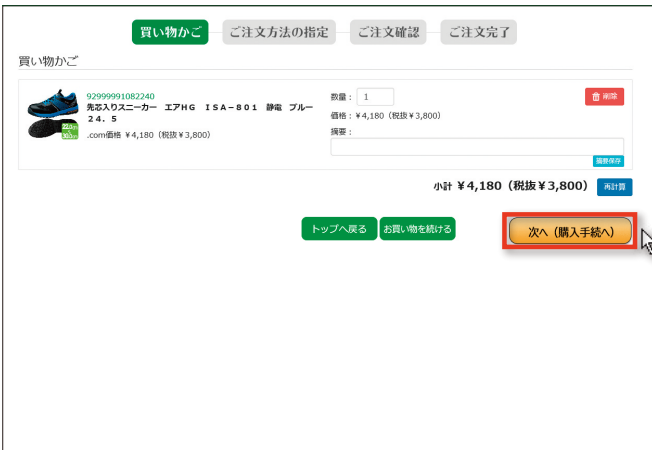 買い物かご ご注文方法の指定 ご注文確認 ご注文完了
買い物かご
92999991082240
先芯入りスニーカー エアHG ISA−801 静電 ブルー
24.5
.com価格 ¥4,180（税抜¥3,800）
数量： 1
削除
価格：¥4,180（税抜¥3,800）
摘要：
摘要保存
小計 ¥4,180（税抜¥3,800） 再計算
トップへ戻る お買い物を続ける 次へ（購入手続へ）